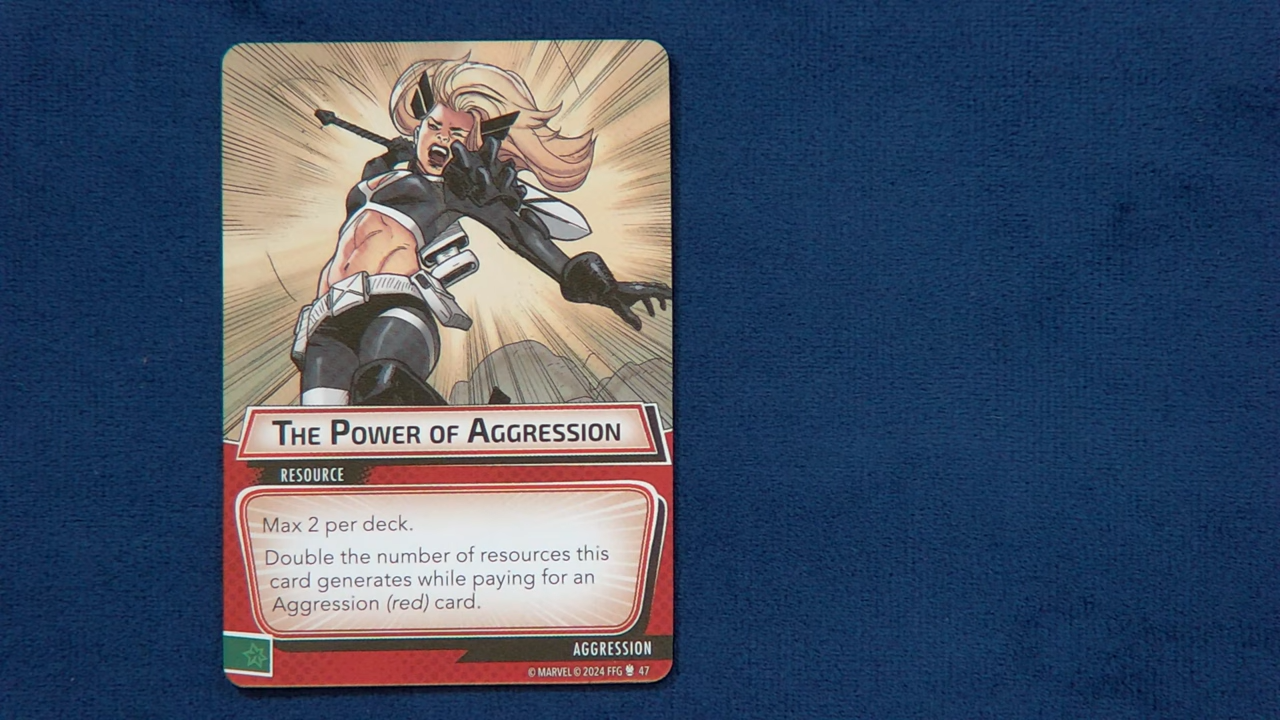 The Power of Aggression
RESOURCE
Max 2 per deck.
Double the number of resources this
card generates while paying for an
Aggression (red) card.
AGGRESSION
© MARVEL © 2024 FFG 47